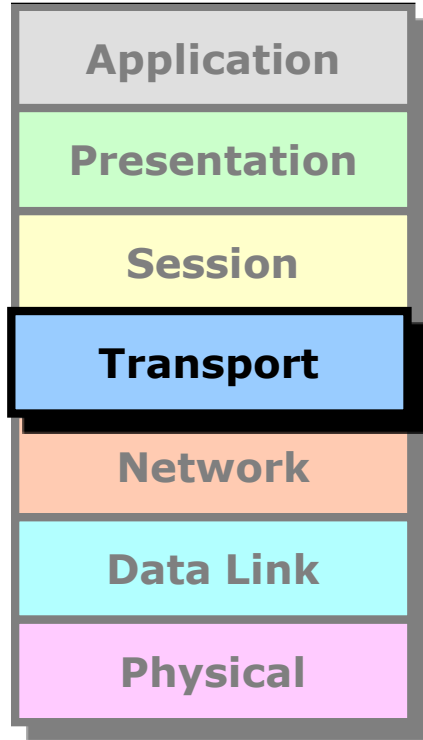 Application
Presentation
Session
Transport
Network
Data Link
Physical